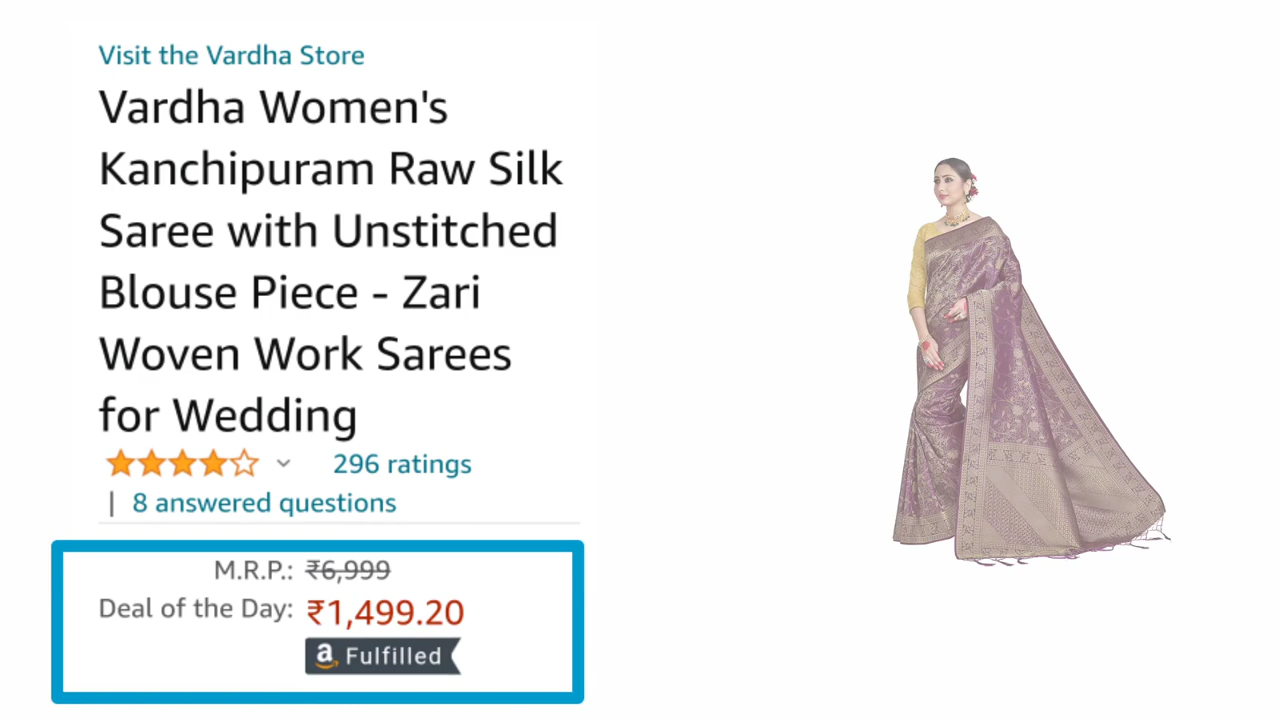 Visit the Vardha Store
Vardha Women's
Kanchipuram Raw Silk
Saree with Unstitched
Blouse Piece - Zari
Woven Work Sarees
for Wedding
296 ratings
| 8 answered questions
M.R.P.: ₹6,999
Deal of the Day: ₹1,499.20
a Fulfilled